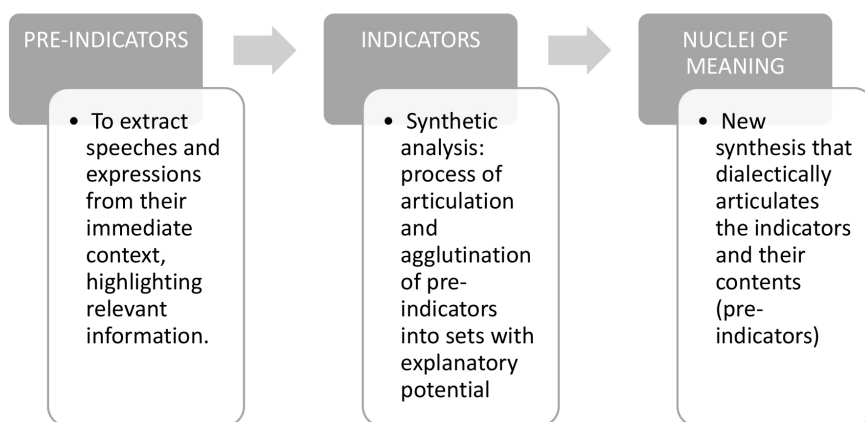 PRE-INDICATORS
• To extract
speeches and
expressions
from their
immediate
context,
highlighting
relevant
information.
INDICATORS
• Synthetic
analysis:
process of
articulation
and
agglutination
of pre-
indicators
into sets with
explanatory
potential
NUCLEI OF
MEANING
• New
synthesis that
dialectically
articulates
the indicators
and their
contents
(pre-
indicators)